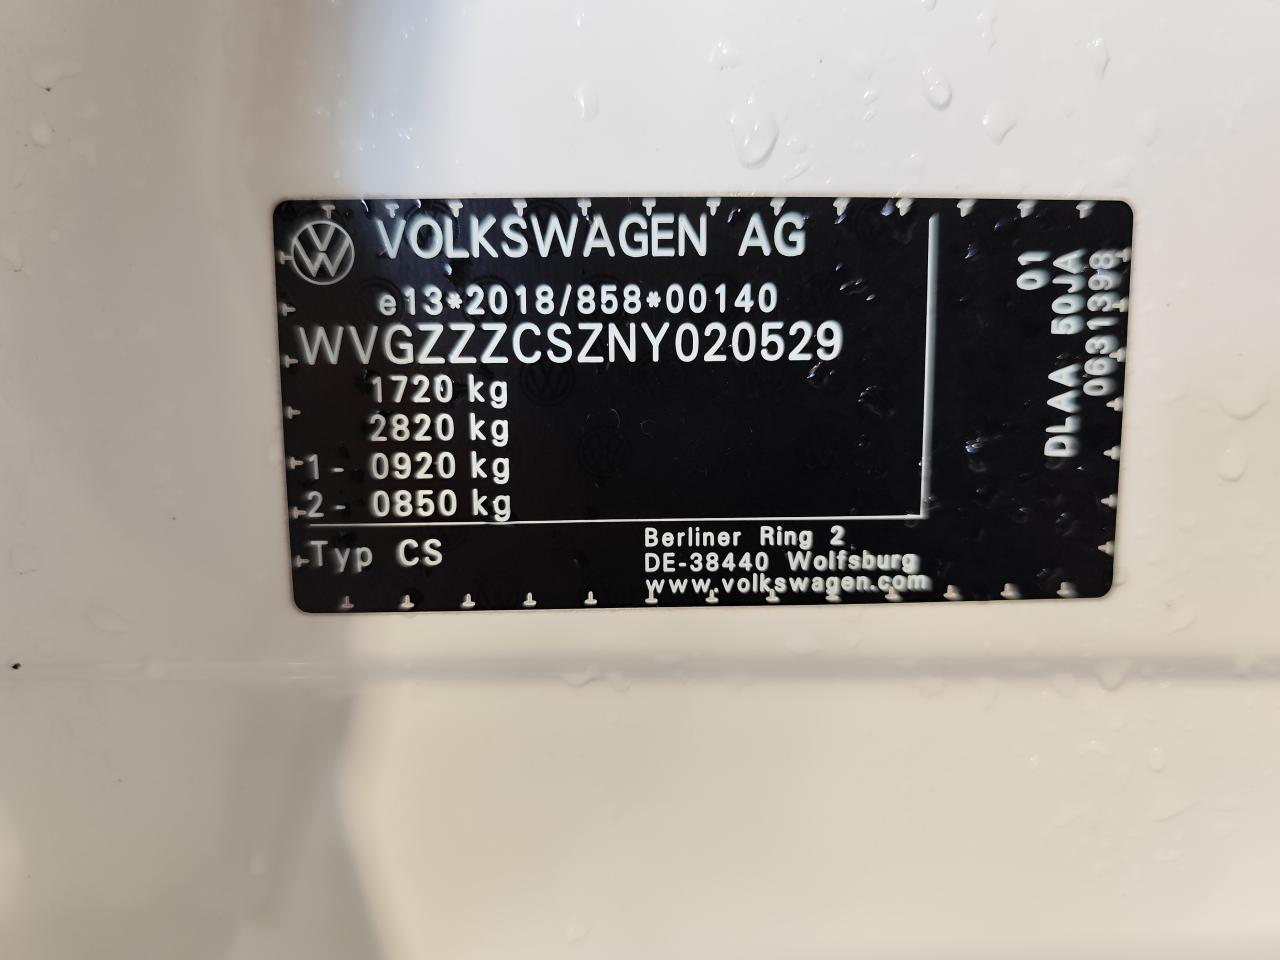 VOLKSWAGEN AG
e13*2018/858*00140
WVGZZZCSZNY020529
1720 kg
2820 kg
1- 0920 kg
2- 0850 kg
Typ CS
Berliner Ring 2
DE-38440 Wolfsburg
www.volkswagen.com
01
DLAA 50JA
0631398